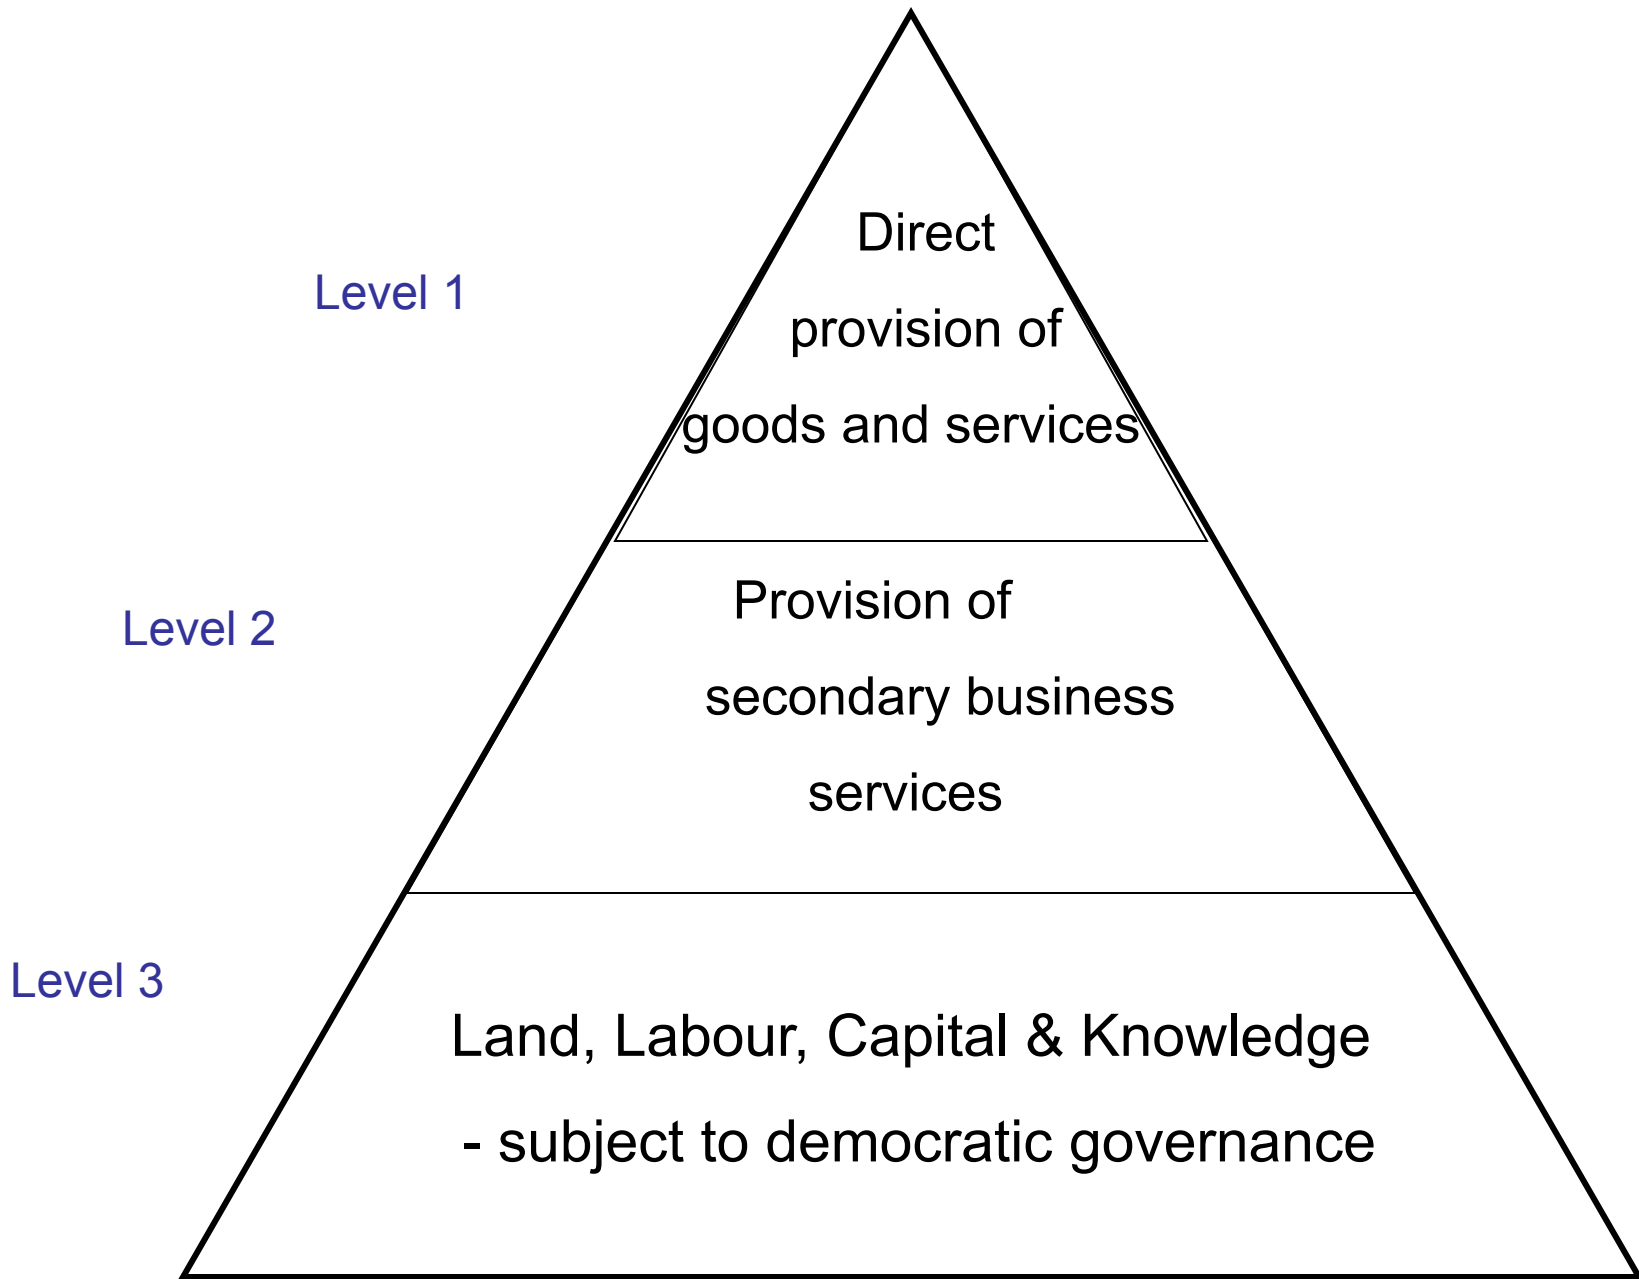 Direct
Level 1
provision of
goods and services
Provision of
Level 2
secondary business
services
Level 3
Land, Labour, Capital & Knowledge
- subject to democratic governance